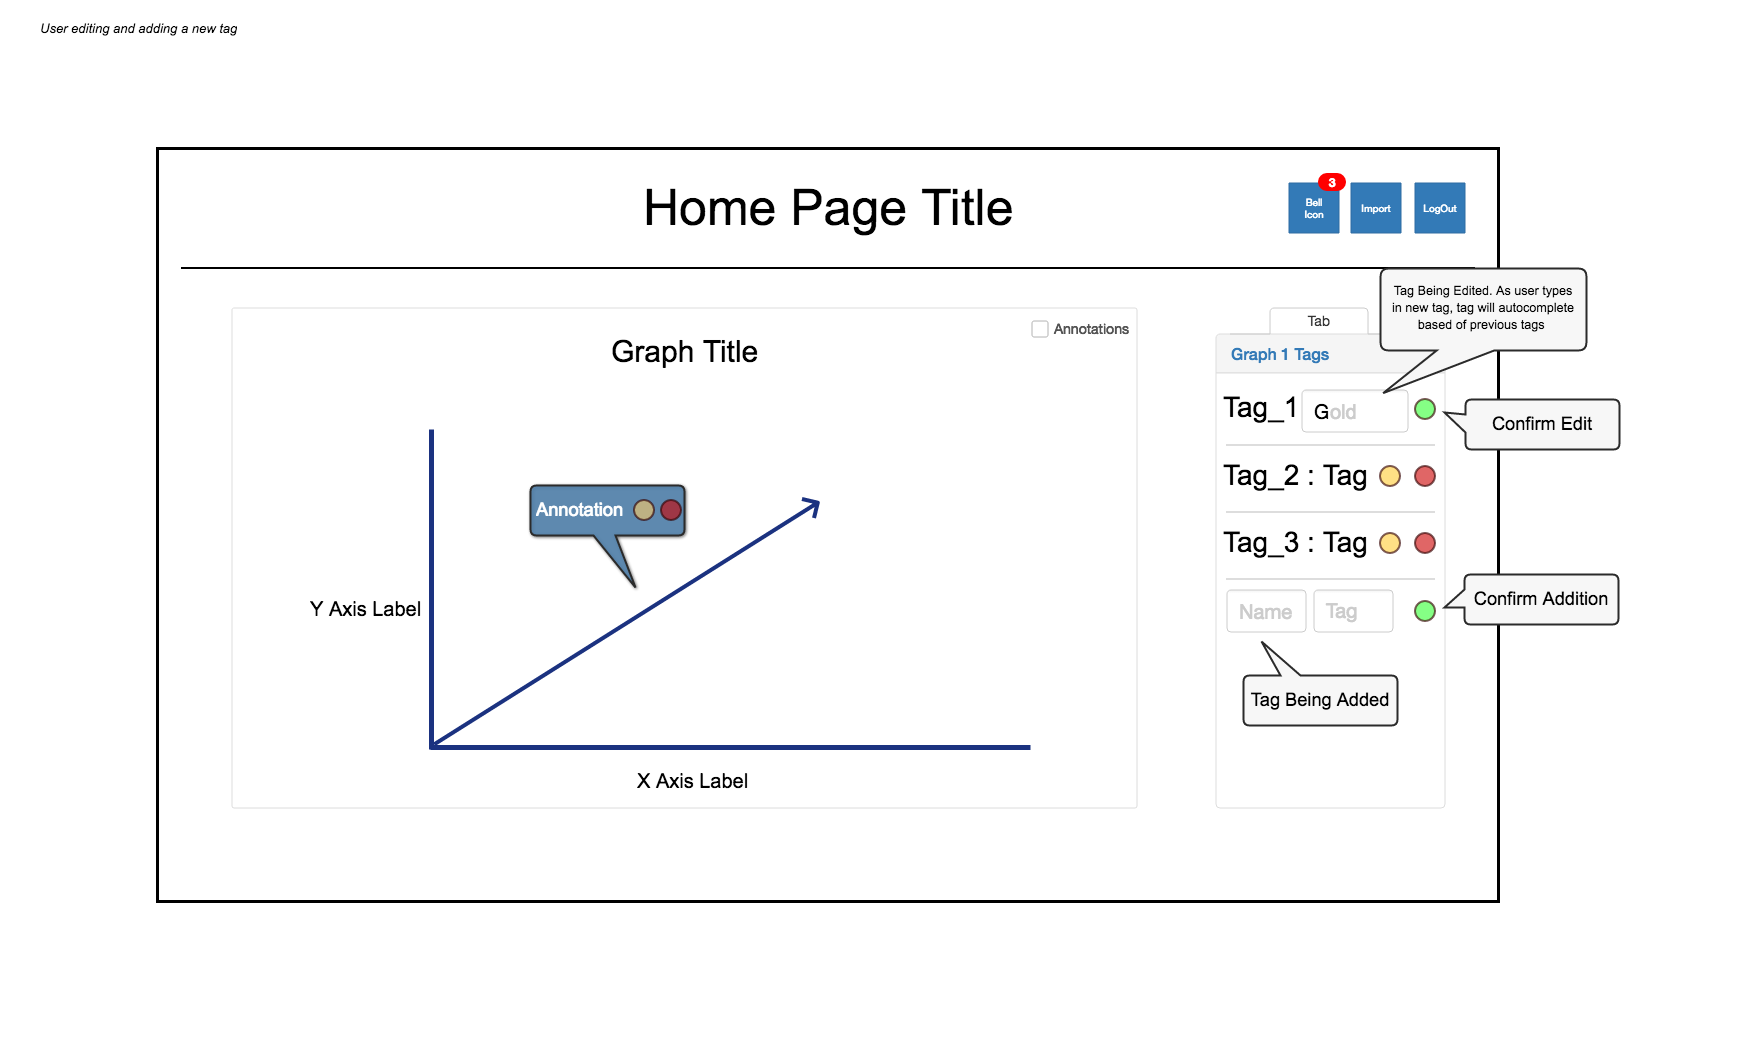 User editing and adding a new tag
Home Page Title
3
Bell
Icon
Import
LogOut
Annotations
Graph Title
Annotation
Y Axis Label
X Axis Label
Tab
Tag Being Edited. As user types
in new tag, tag will autocomplete
based of previous tags
Graph 1 Tags
Tag_1 Gold
Confirm Edit
Tag_2 : Tag
Tag_3 : Tag
Name Tag
Confirm Addition
Tag Being Added